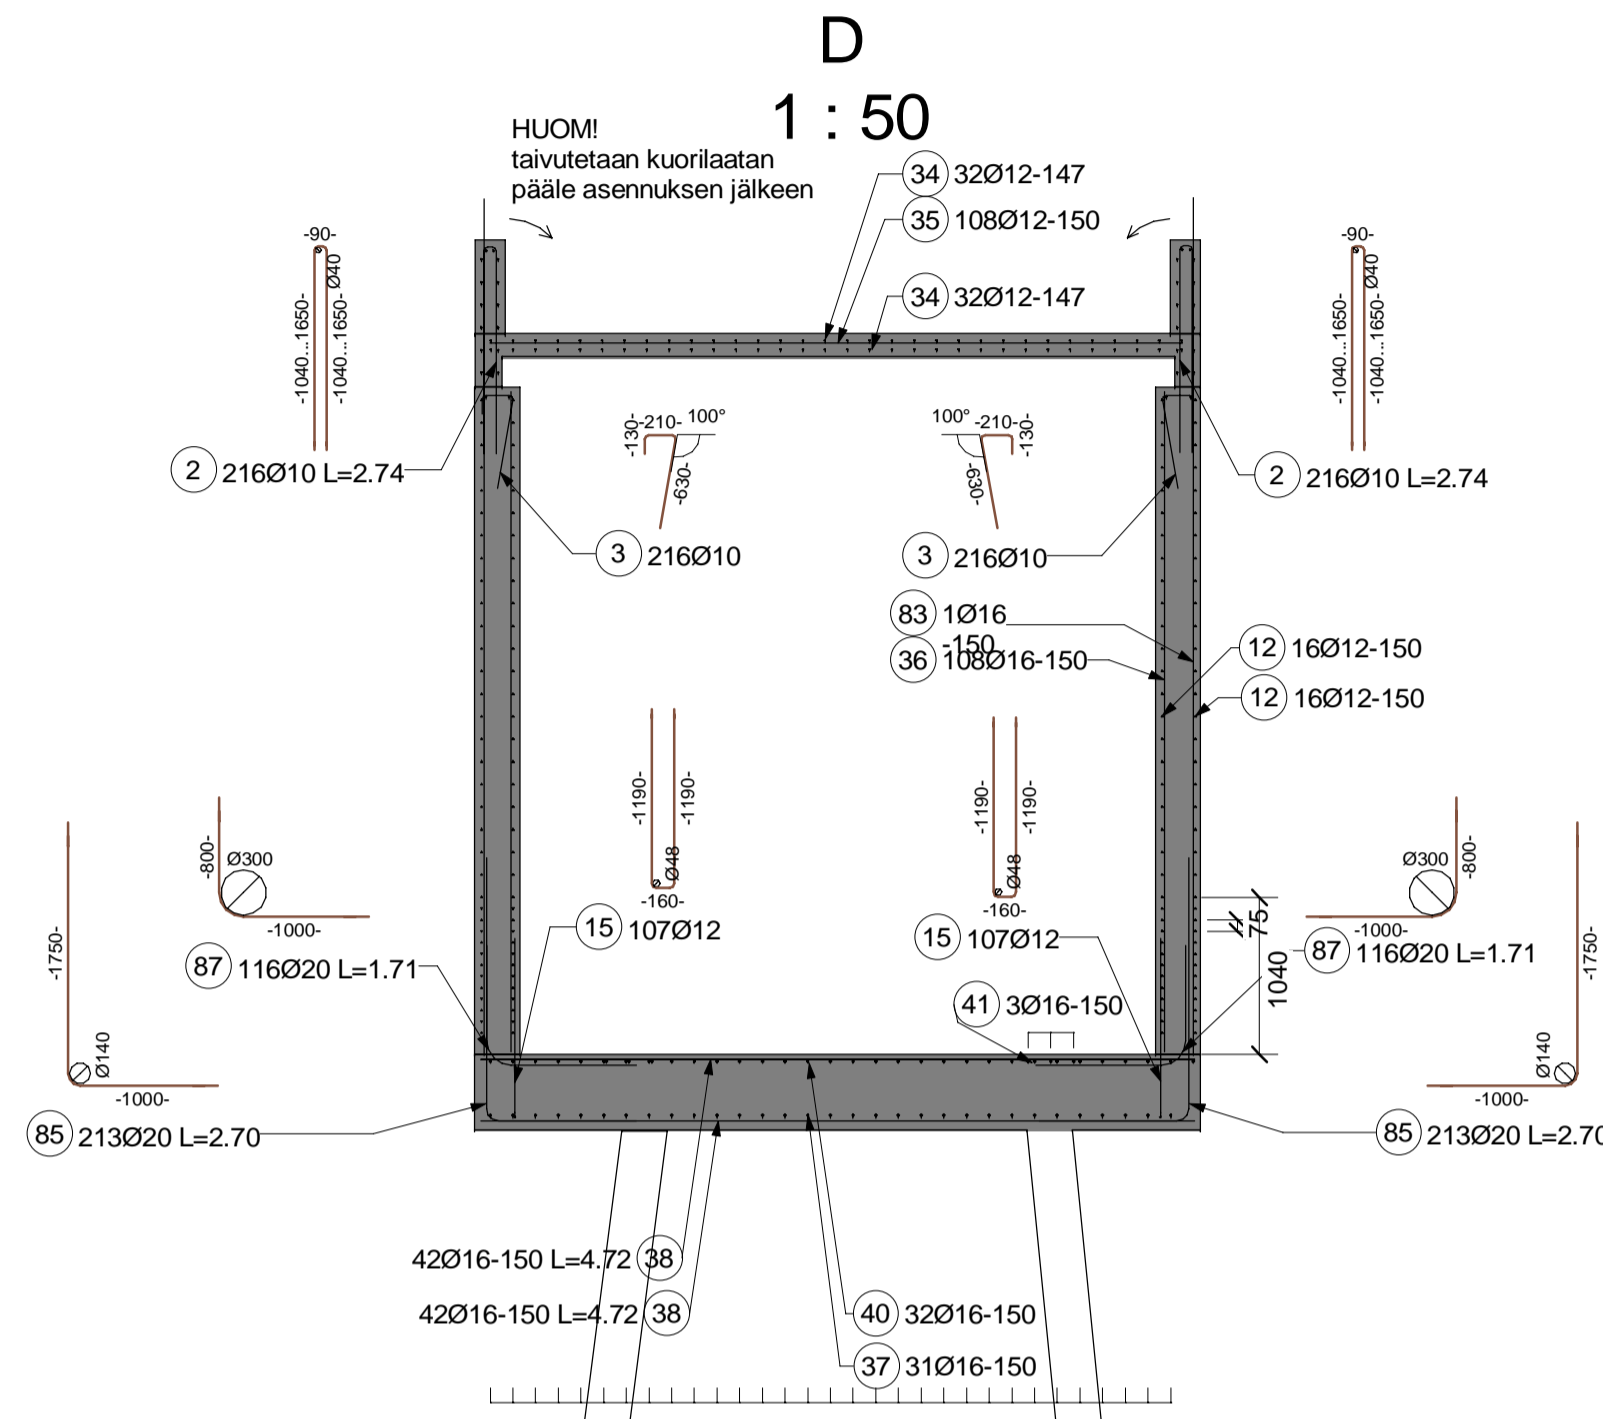 D
1 : 50
HUOM!
taivutetaan kuorilaatan
pääle asennuksen jälkeen
34 32Ø12-147
35 108Ø12-150
34 32Ø12-147
-90-
-1040...1650-
-1040...1650-
Ø40
-90-
-1040...1650-
-1040...1650-
Ø40
2 216Ø10 L=2.74
-130-
-210-
100°
-630-
100°
-210-
-130-
-630-
2 216Ø10 L=2.74
3 216Ø10
3 216Ø10
83 1Ø16
-150
36 108Ø16-150
12 16Ø12-150
12 16Ø12-150
-1190-
-1190-
Ø48
-160-
-1190-
-1190-
Ø48
-160-
-800-
Ø300
-1000-
Ø300
-800-
-1000-
15 107Ø12
15 107Ø12
75
1040
87 116Ø20 L=1.71
87 116Ø20 L=1.71
41 3Ø16-150
-1750-
Ø140
-1000-
-1750-
Ø140
-1000-
85 213Ø20 L=2.70
85 213Ø20 L=2.70
42Ø16-150 L=4.72 38
42Ø16-150 L=4.72 38
40 32Ø16-150
37 31Ø16-150